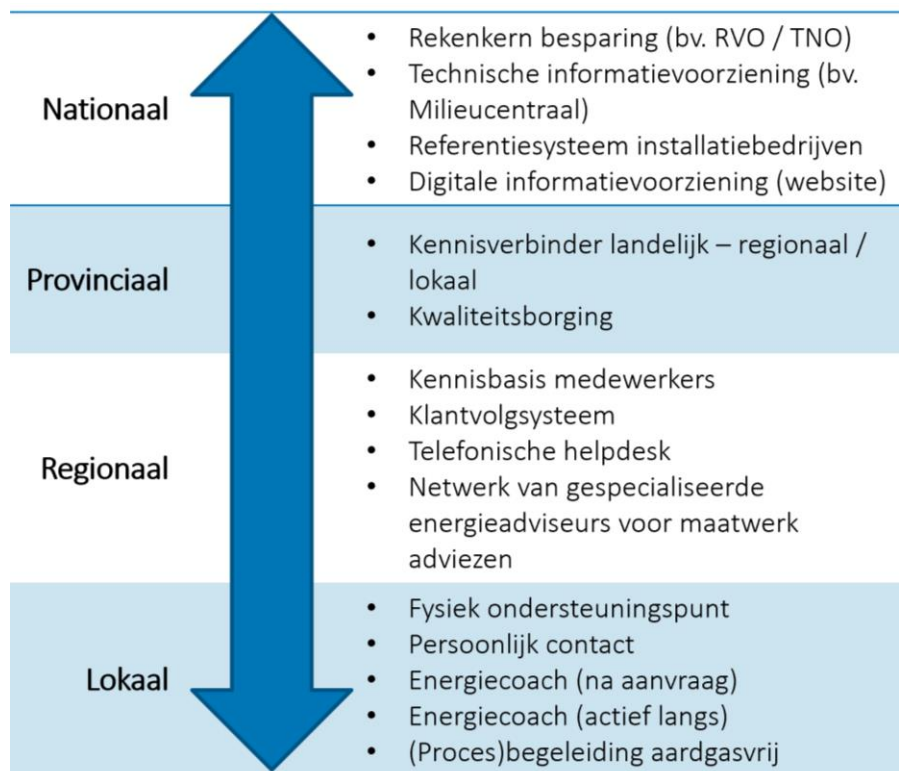 Nationaal
• Rekenkern besparing (bv. RVO / TNO)
• Technische informatievoorziening (bv.
Milieucentraal)
• Referentiesysteem installatiebedrijven
• Digitale informatievoorziening (website)
Provinciaal
• Kennisverbinder landelijk – regionaal /
lokaal
• Kwaliteitsborging
Regionaal
• Kennisbasis medewerkers
• Klantvolgsysteem
• Telefonische helpdesk
• Netwerk van gespecialiseerde
energieadviseurs voor maatwerk
adviezen
Lokaal
• Fysiek ondersteuningspunt
• Persoonlijk contact
• Energiecoach (na aanvraag)
• Energiecoach (actief langs)
• (Proces)begeleiding aardgasvrij